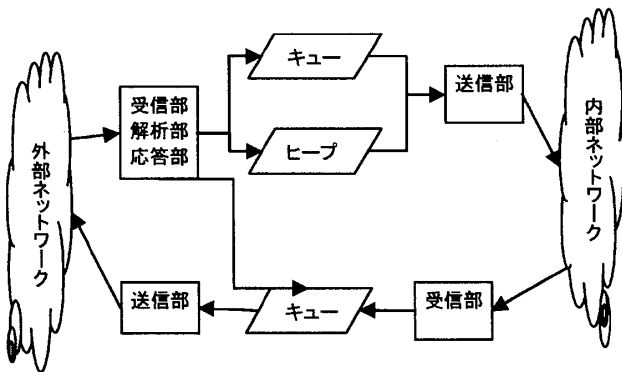 キュー
送信部
受信部
解析部
応答部
ヒープ
外部ネットワーク
内部ネットワーク
送信部
キュー
受信部